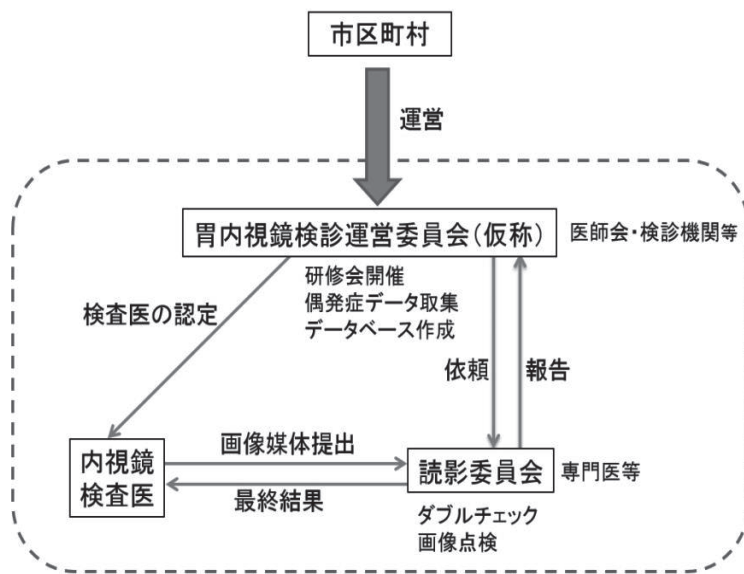 市区町村
運営
胃内視鏡検診運営委員会(仮称)
医師会・検診機関等
研修会開催
偶発症データ取集
データベース作成
検査医の認定
依頼
報告
内視鏡
検査医
画像媒体提出
最終結果
読影委員会
専門医等
ダブルチェック
画像点検